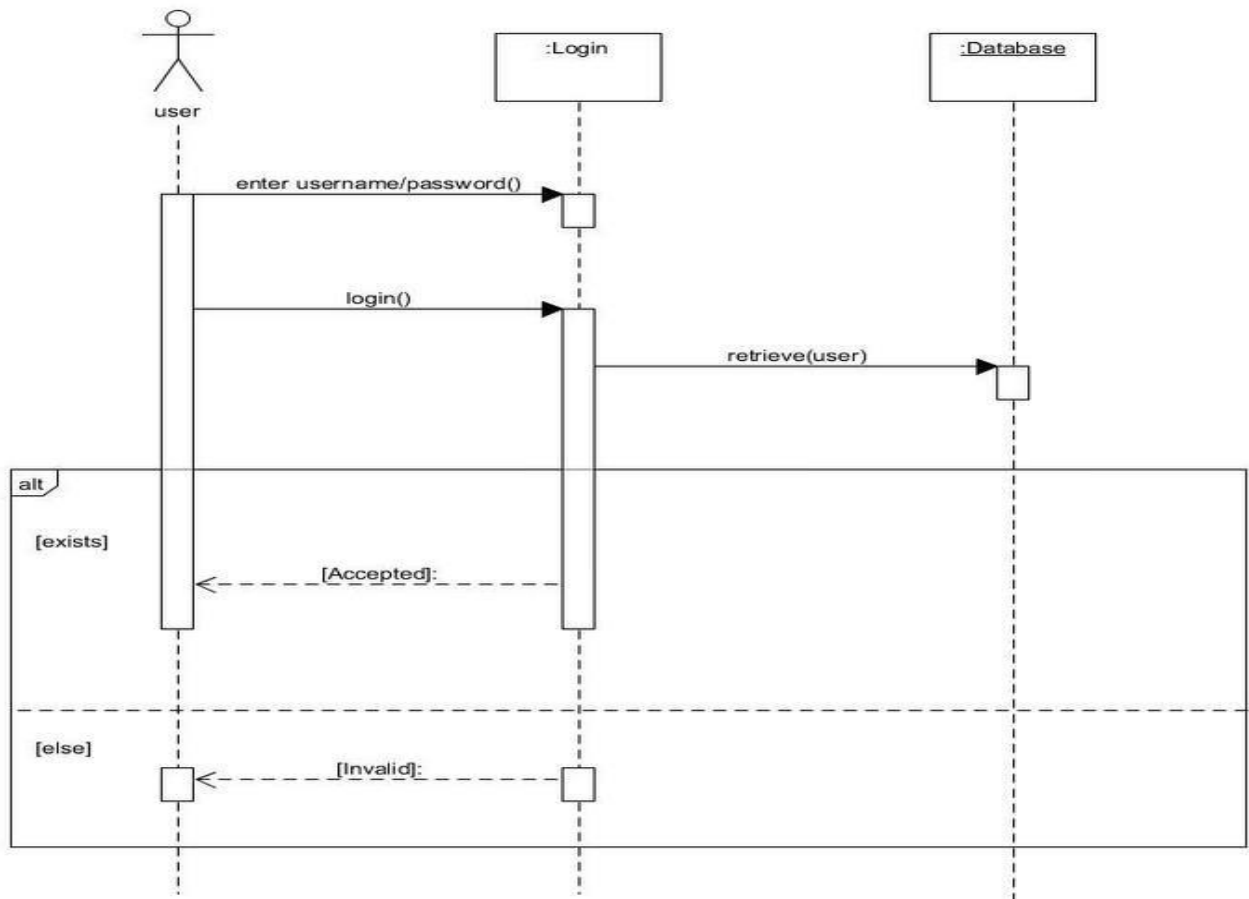 :Login
:Database
user
enter username/password()
login()
retrieve(user)
alt
[exists]
[Accepted]:
[else]
[Invalid]: